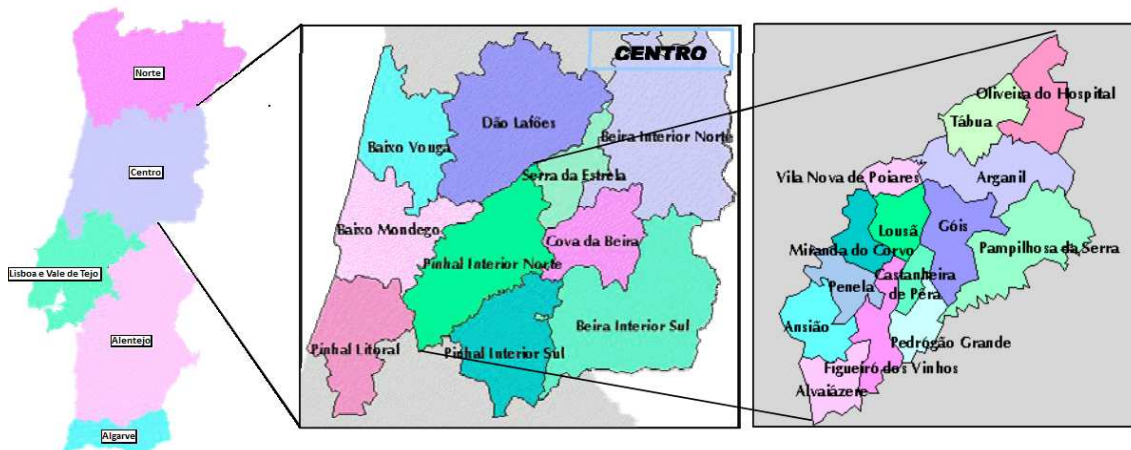 Norte
Centro
Lisboa e Vale de Tejo
Alentejo
Algarve
CENTRO
Dão Lafões
Baixo Vouga
Beira Interior Norte
Serra da Estrela
Baixo Mondego
Cova da Beira
Pinhal Interior Norte
Beira Interior Sul
Pinhal Litoral
Pinhal Interior Sul
Oliveira do Hospital
Tábua
Arganil
Vila Nova de Poiares
Lousã
Góis
Miranda do Corvo
Pampilhosa da Serra
Castanheira
de Pêra
Penela
Ansião
Pedrógão Grande
Figueiró dos Vinhos
Alvaiázere